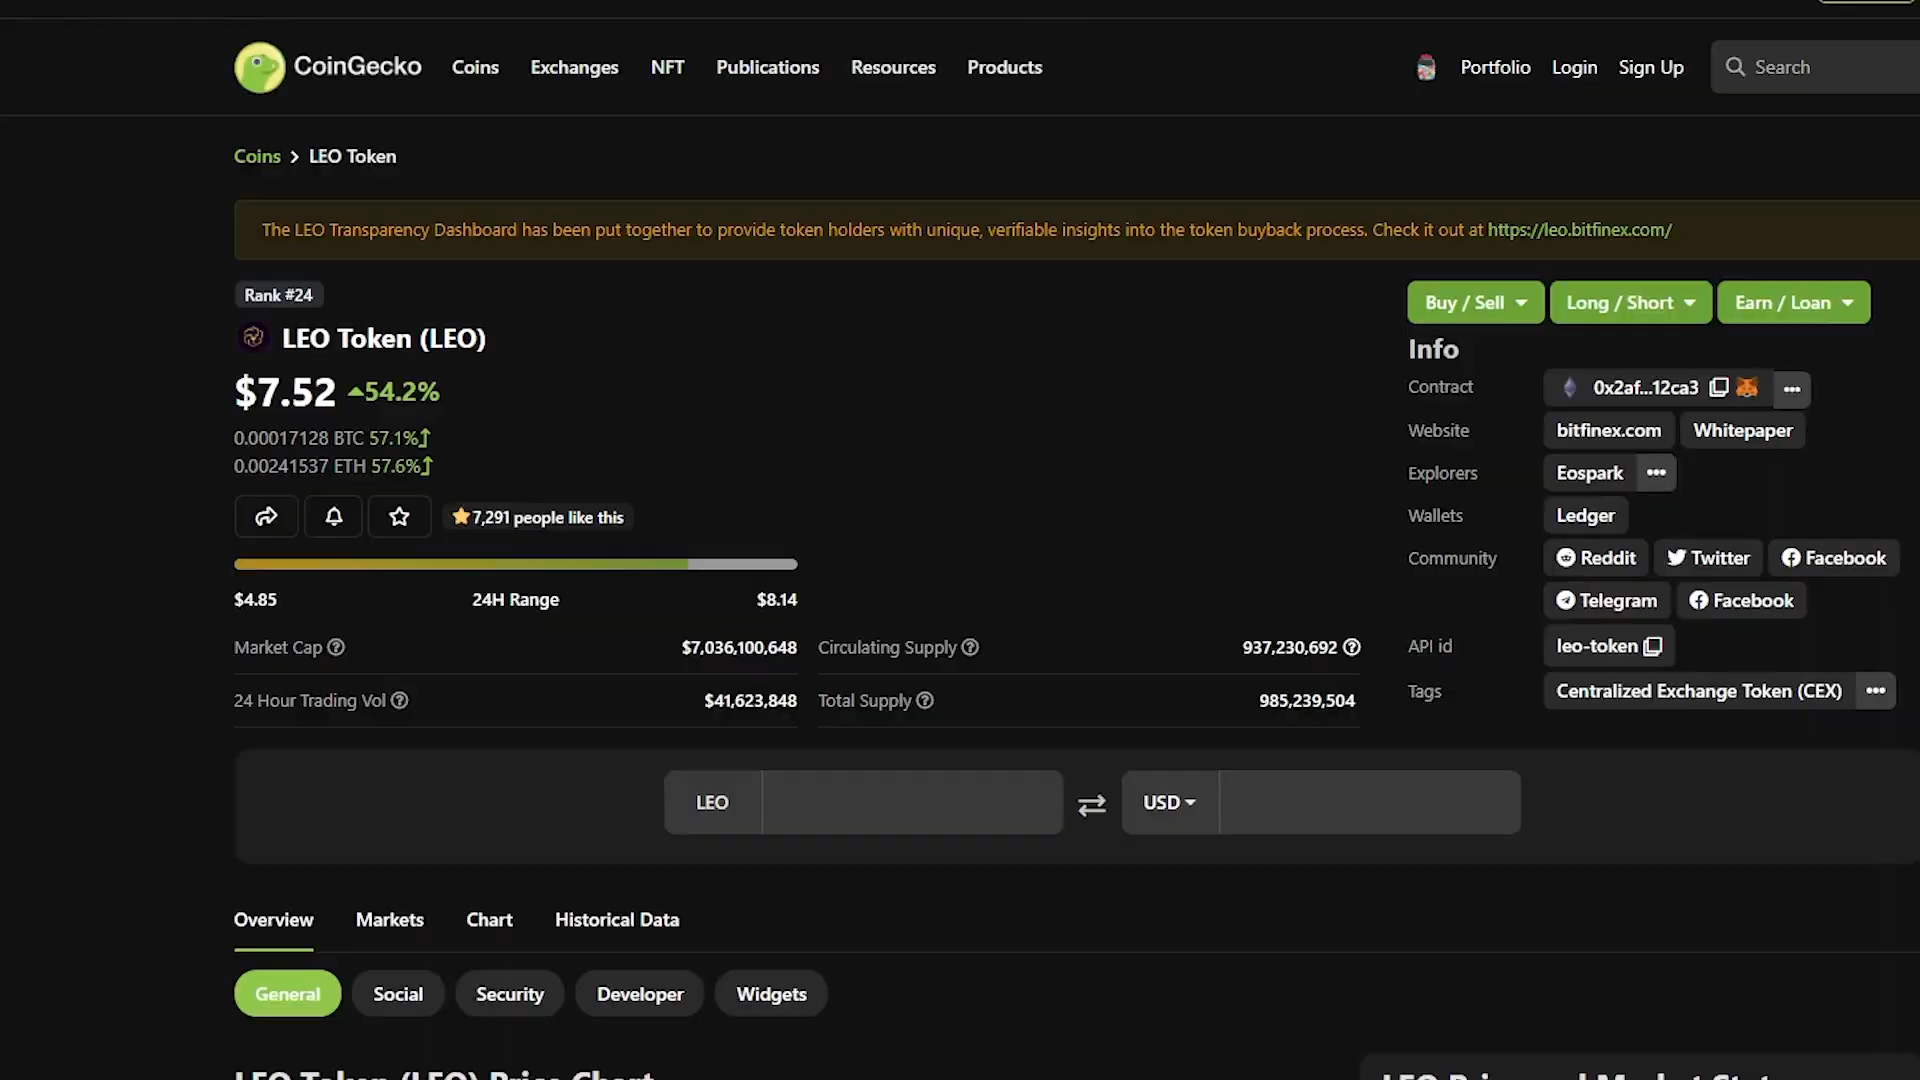 CoinGecko Coins Exchanges NFT Publications Resources Products Portfolio Login Sign Up Search
Coins > LEO Token
The LEO Transparency Dashboard has been put together to provide token holders with unique, verifiable insights into the token buyback process. Check it out at https://leo.bitfinex.com/
Rank #24
LEO Token (LEO)
$7.52 54.2%
0.00017128 BTC 57.1%
0.00241537 ETH 57.6%
7,291 people like this
$4.85 24H Range $8.14
Market Cap $7,036,100,648
24 Hour Trading Vol $41,623,848
Circulating Supply 937,230,692
Total Supply 985,239,504
Buy / Sell Long / Short Earn / Loan
Info
Contract 0x2af...12ca3
Website bitfinex.com Whitepaper
Explorers Eospark
Wallets Ledger
Community Reddit Twitter Facebook
Telegram Facebook
API id leo-token
Tags Centralized Exchange Token (CEX)
LEO USD
Overview Markets Chart Historical Data
General Social Security Developer Widgets
LEO Token (LEO) Price Chart